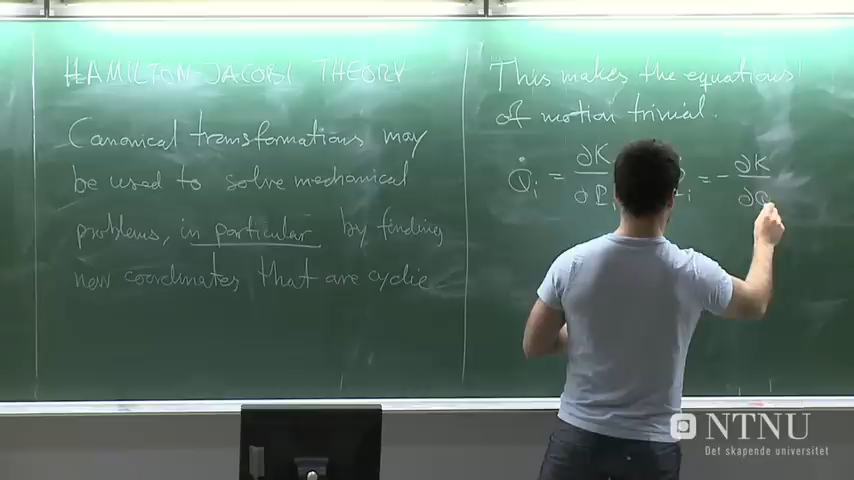 HAMILTON-JACOBI THEORY
Canonical transformations may
be used to solve mechanical
problems, in particular by finding
new coordinates that are cyclic
This makes the equations
of motion trivial.
Q̇ᵢ = ∂K/∂Pᵢ ᵢ = - ∂K/∂Q
NTNU
Det skapende universitet